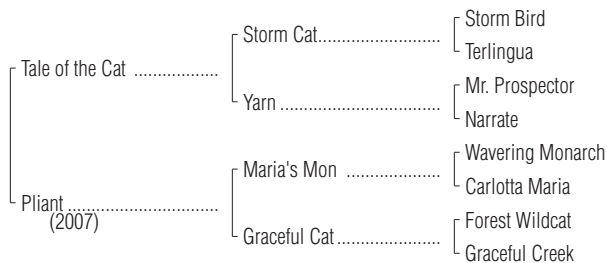 Storm Bird
Storm Cat..............................
Terlingua
Tale of the Cat ....................
Mr. Prospector
Yarn .......................................
Narrate
Wavering Monarch
Maria's Mon .......................
Carlotta Maria
Pliant .....................................
(2007)
Forest Wildcat
Graceful Cat.........................
Graceful Creek